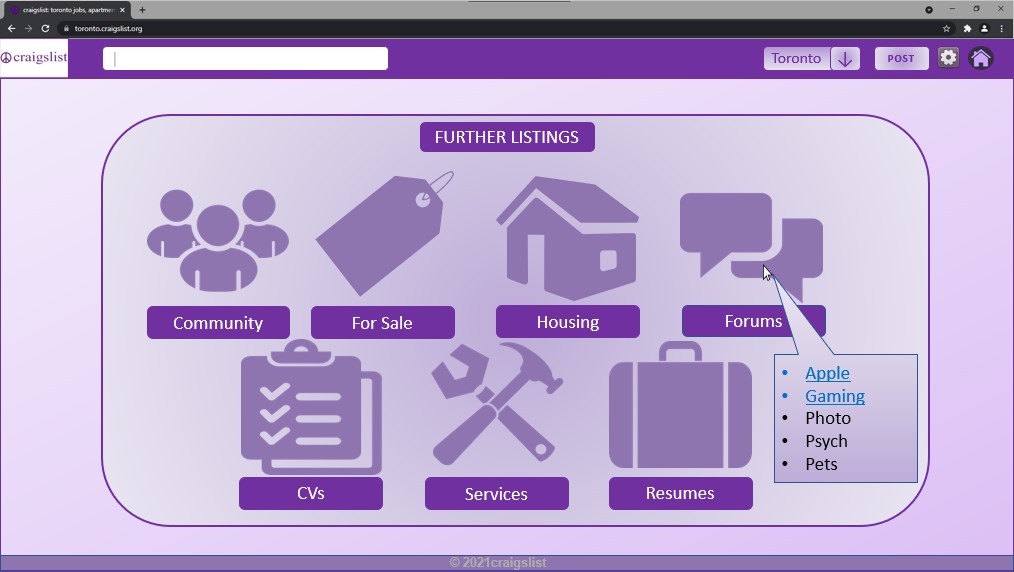 craigslist: toronto jobs, apartme
toronto.craigslist.org
craigslist
Toronto
POST
FURTHER LISTINGS
Community
For Sale
Housing
Forums
• Apple
• Gaming
• Photo
• Psych
• Pets
CVs
Services
Resumes
© 2021craigslist